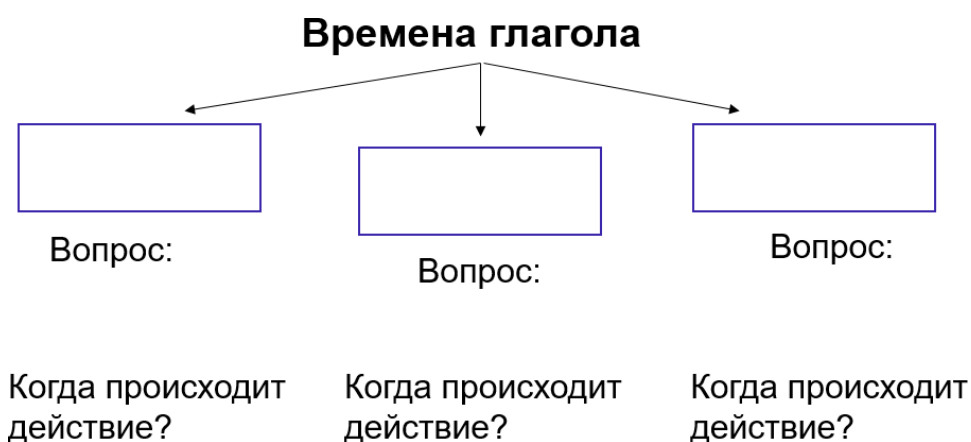 Времена глагола
Вопрос:
Вопрос:
Вопрос:
Когда происходит
действие?
Когда происходит
действие?
Когда происходит
действие?